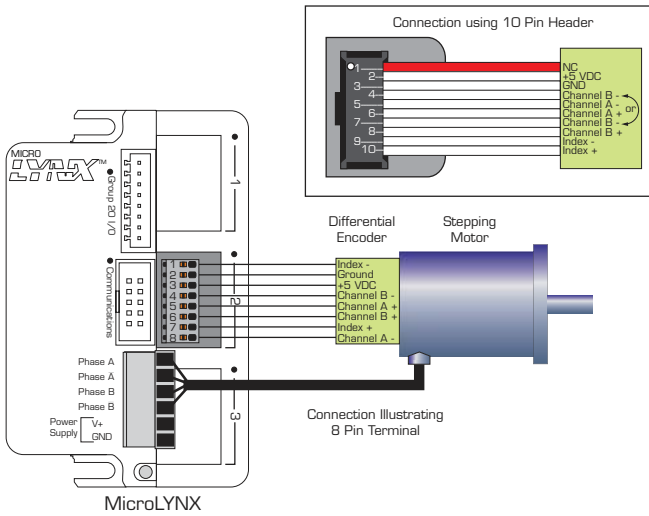 Connection using 10 Pin Header
1 NC
2 +5 VDC
3 GND
4 Channel B -
5 Channel A -
6 Channel A +
7 Channel B -
8 Channel B +
9 Index -
10 Index +
or
MICRO
LYNX™
Group 20 I/O
Communications
1
2
3
Differential
Encoder
Stepping
Motor
1 Index -
2 Ground
3 +5 VDC
4 Channel B -
5 Channel A +
6 Channel B +
7 Index +
8 Channel A -
Phase A
Phase A
Phase B
Phase B
Power
Supply
V+
GND
Connection Illustrating
8 Pin Terminal
MicroLYNX